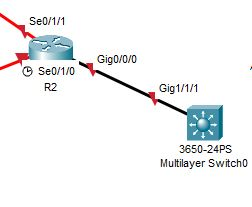 Se0/1/1
Gig0/0/0
Se0/1/0
R2
Gig1/1/1
3650-24PS
Multilayer Switch0